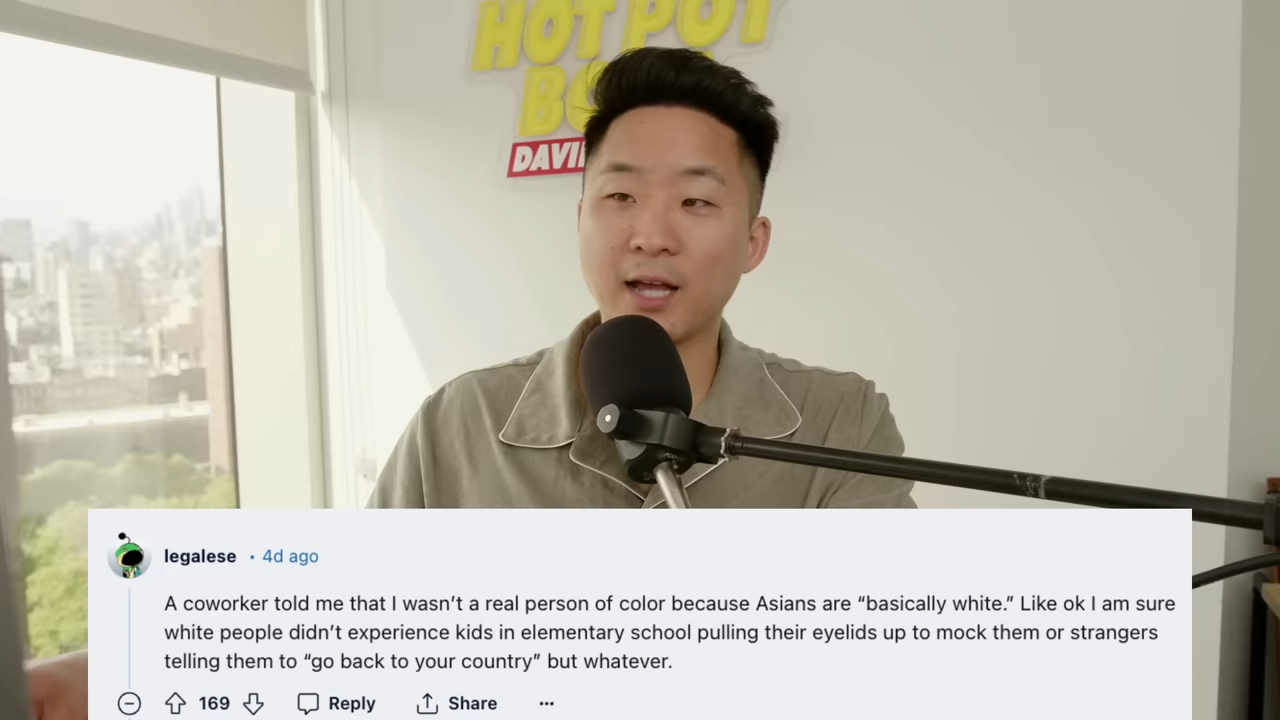 HOT POT
legalese • 4d ago
A coworker told me that I wasn’t a real person of color because Asians are “basically white.” Like ok I am sure
white people didn’t experience kids in elementary school pulling their eyelids up to mock them or strangers
telling them to “go back to your country” but whatever.
169 Reply Share